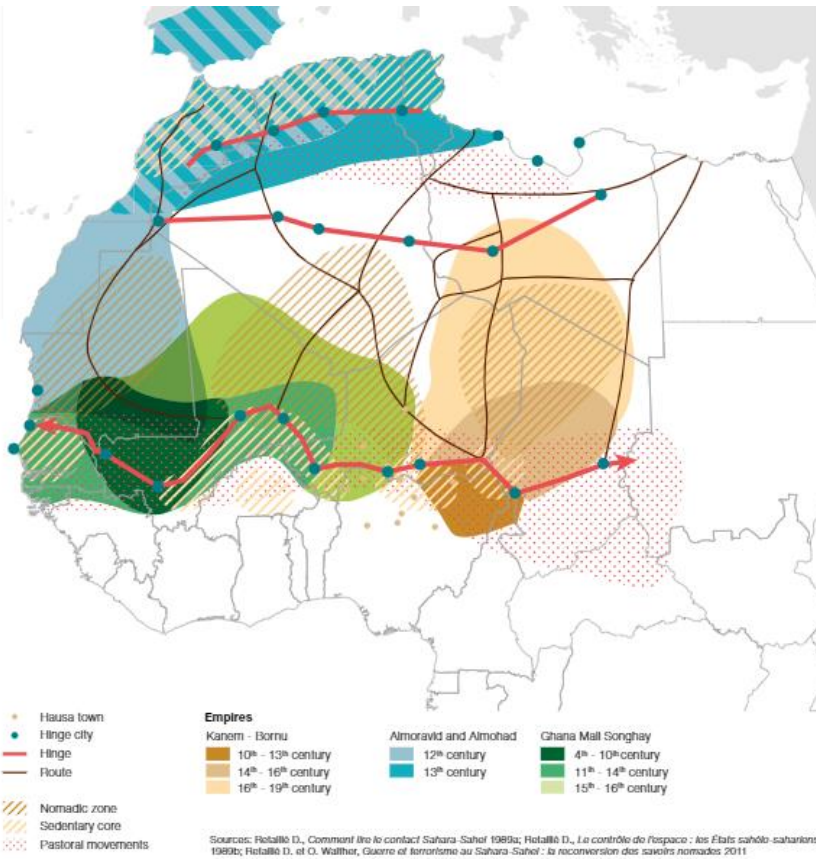 Hausa town
Hinge city
Hinge
Route
Nomadic zone
Sedentary core
Pastoral movements
Empires
Kanem - Bornu
10th - 13th century
14th - 16th century
16th - 19th century
Almoravid and Almohad
12th century
13th century
Ghana Mali Songhay
4th - 10th century
11th - 14th century
15th - 16th century
Sources: Retaillé D., Comment lire le contact Sahara-Sahel 1989a; Retaillé D., Le contrôle de l'espace : les États sahélo-sahariens
1989b; Retaillé D. et O. Walther, Guerre et terrorisme au Sahara-Sahel : la reconversion des savoirs nomades 2011